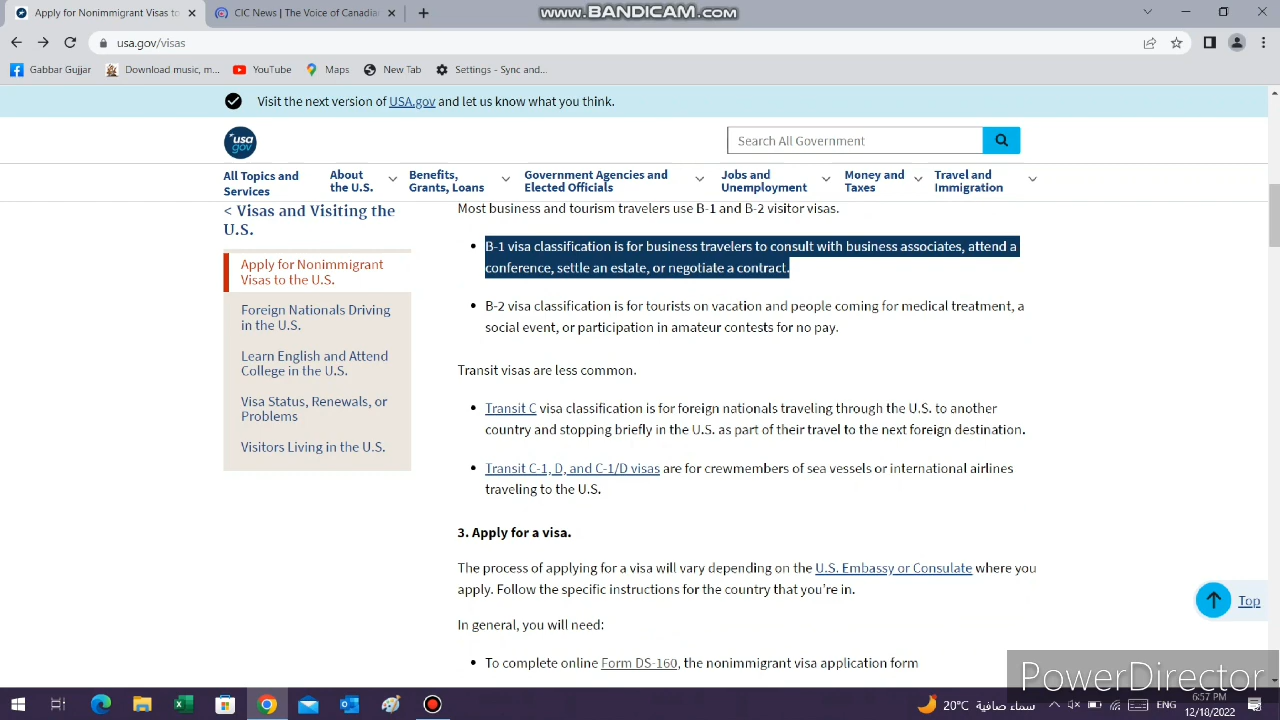 Apply for Nonimmigrant Visas to
CIC News | The Voice of Canadian
WWW.BANDICAM.COM
usa.gov/visas
Gabbar Gujjar
Download music, m...
YouTube
Maps
New Tab
Settings - Sync and...
Visit the next version of USA.gov and let us know what you think.
usa
gov
Search All Government
All Topics and
Services
About
the U.S.
Benefits,
Grants, Loans
Government Agencies and
Elected Officials
Jobs and
Unemployment
Money and
Taxes
Travel and
Immigration
< Visas and Visiting the
U.S.
Apply for Nonimmigrant
Visas to the U.S.
Foreign Nationals Driving
in the U.S.
Learn English and Attend
College in the U.S.
Visa Status, Renewals, or
Problems
Visitors Living in the U.S.
Most business and tourism travelers use B-1 and B-2 visitor visas.
B-1 visa classification is for business travelers to consult with business associates, attend a
conference, settle an estate, or negotiate a contract.
B-2 visa classification is for tourists on vacation and people coming for medical treatment, a
social event, or participation in amateur contests for no pay.
Transit visas are less common.
Transit C visa classification is for foreign nationals traveling through the U.S. to another
country and stopping briefly in the U.S. as part of their travel to the next foreign destination.
Transit C-1, D, and C-1/D visas are for crewmembers of sea vessels or international airlines
traveling to the U.S.
3. Apply for a visa.
The process of applying for a visa will vary depending on the U.S. Embassy or Consulate where you
apply. Follow the specific instructions for the country that you're in.
In general, you will need:
To complete online Form DS-160, the nonimmigrant visa application form
Top
PowerDirector
20°C سماء صافية
ENG
6:57 PM
12/18/2022